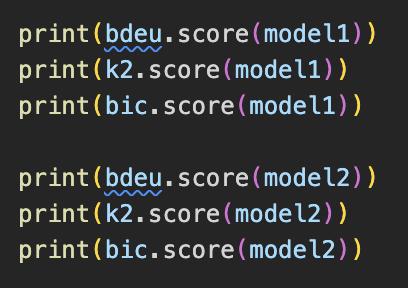 print(bdeu.score(model1))
print(k2.score(model1))
print(bic.score(model1))
print(bdeu.score(model2))
print(k2.score(model2))
print(bic.score(model2))